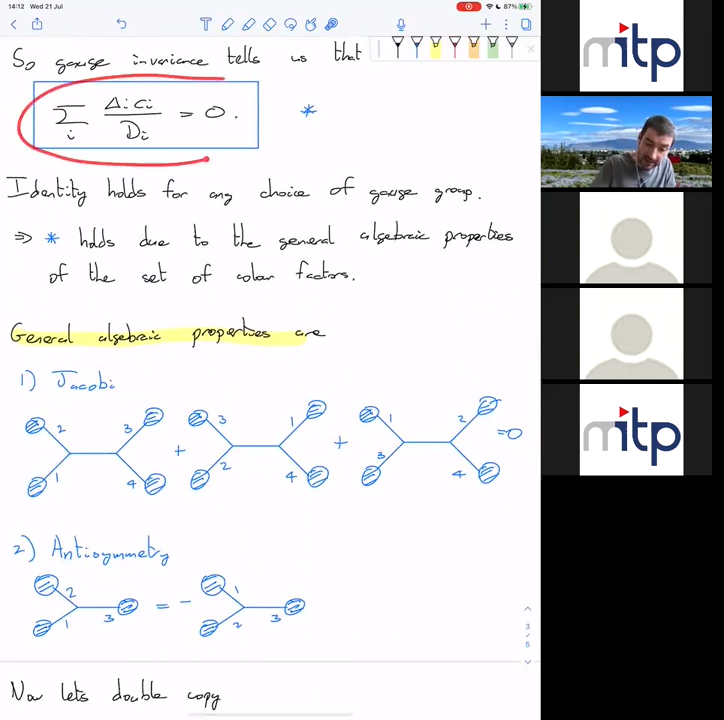 14:12 Wed 21 Jul
87%
So gauge invariance tells us that
Σ i Δi ci / Di = 0. *
Identity holds for any choice of gauge group.
⇒ * holds due to the general algebraic properties
of the set of color factors.
General algebraic properties are
1) Jacobi
2 3 3 1 1 2
+ + =0
1 4 2 4 3 4
2) Antisymmetry
2 1
= -
1 3 2 3
Now lets double copy
3
/
5
mitp
mitp